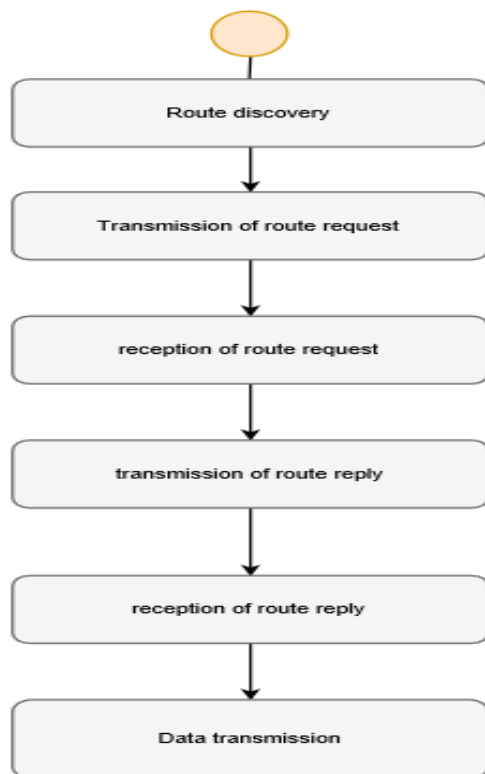 Route discovery
Transmission of route request
reception of route request
transmission of route reply
reception of route reply
Data transmission